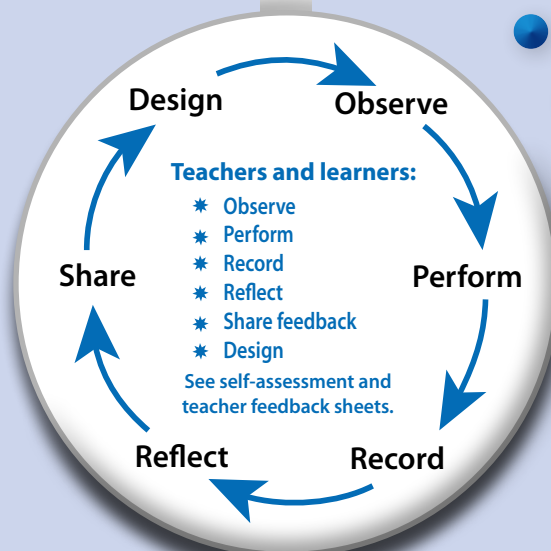 Design
Observe
Teachers and learners:
✷ Observe
✷ Perform
✷ Record
✷ Reflect
✷ Share feedback
✷ Design
See self-assessment and
teacher feedback sheets.
Share
Perform
Reflect
Record